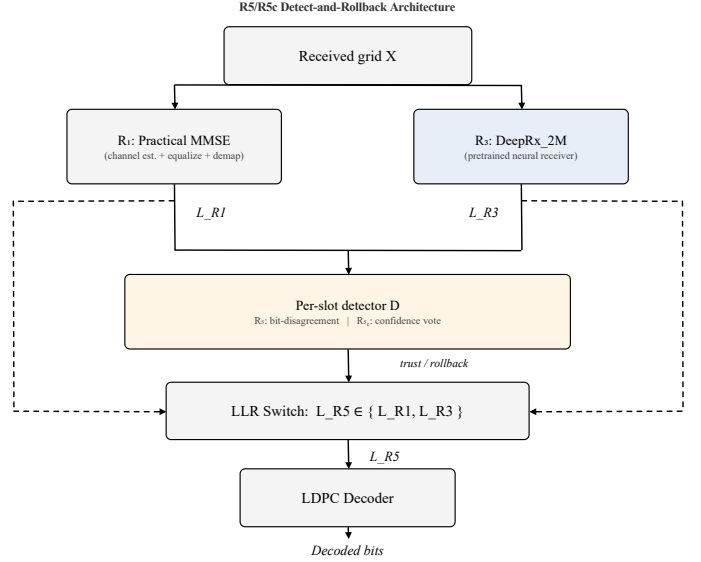 R5/R5c Detect-and-Rollback Architecture
Received grid X
R₁: Practical MMSE
(channel est. + equalize + demap)
R₃: DeepRx_2M
(pretrained neural receiver)
L_R1
L_R3
Per-slot detector D
R₅: bit-disagreement | R₅c: confidence vote
trust / rollback
LLR Switch: L_R5 ∈ { L_R1, L_R3 }
L_R5
LDPC Decoder
Decoded bits